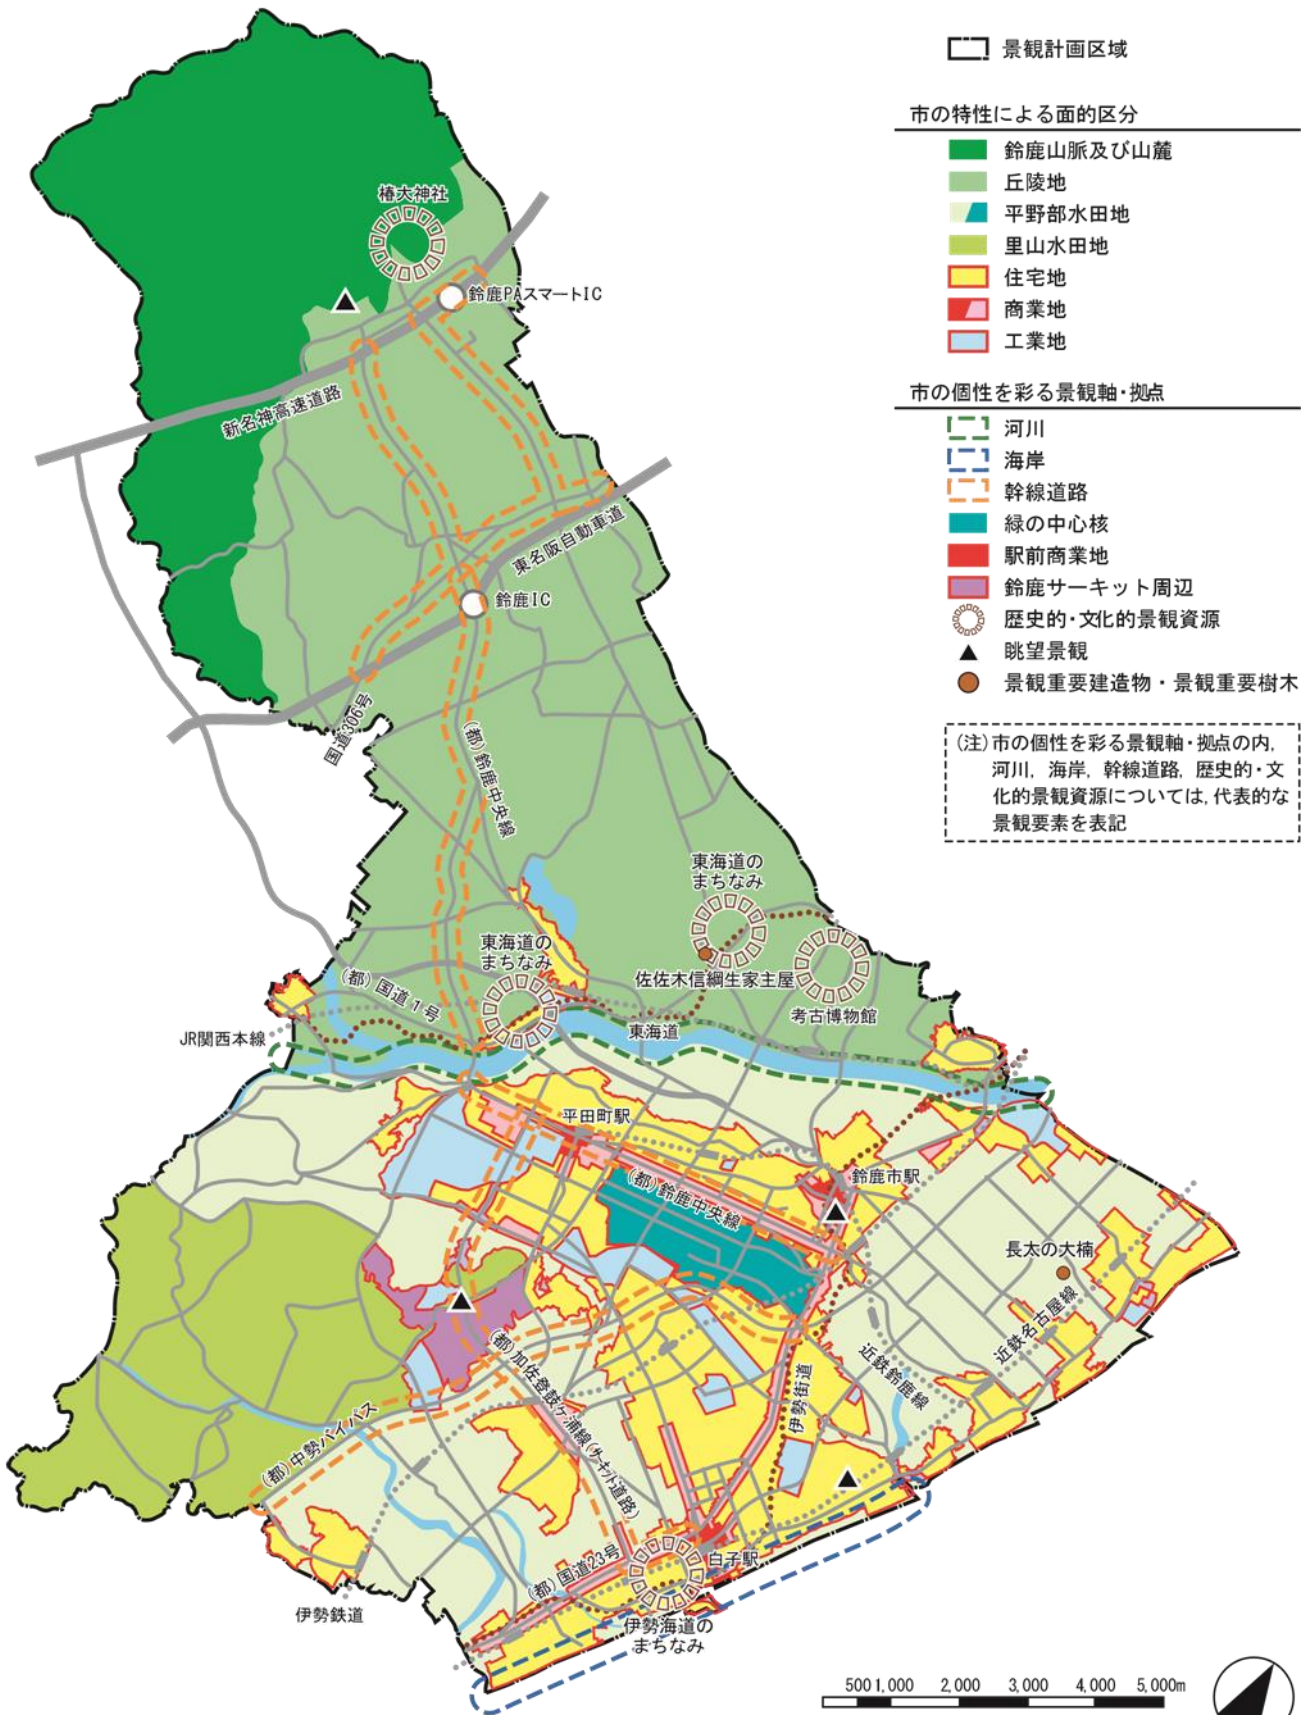 景観計画区域
市の特性による面的区分
鈴鹿山脈及び山麓
丘陵地
平野部水田地
里山水田地
住宅地
商業地
工業地
市の個性を彩る景観軸・拠点
河川
海岸
幹線道路
緑の中心核
駅前商業地
鈴鹿サーキット周辺
歴史的・文化的景観資源
眺望景観
景観重要建造物・景観重要樹木
(注)市の個性を彩る景観軸・拠点の内,
河川, 海岸, 幹線道路, 歴史的・文
化的景観資源については, 代表的な
景観要素を表記
椿大神社
鈴鹿PAスマートIC
新名神高速道路
東名阪自動車道
鈴鹿IC
国道306号
(都)鈴鹿中央線
東海道の
まちなみ
東海道の
まちなみ
佐佐木信綱生家主屋
考古博物館
(都)国道1号
東海道
JR関西本線
平田町駅
(都)鈴鹿中央線
鈴鹿市駅
長太の大楠
近鉄名古屋線
近鉄鈴鹿線
伊勢街道
(都)加佐登鼓ケ浦線(サーキット道路)
(都)中勢バイパス
(都)国道23号
白子駅
伊勢鉄道
伊勢海道の
まちなみ
500 1,000 2,000 3,000 4,000 5,000m